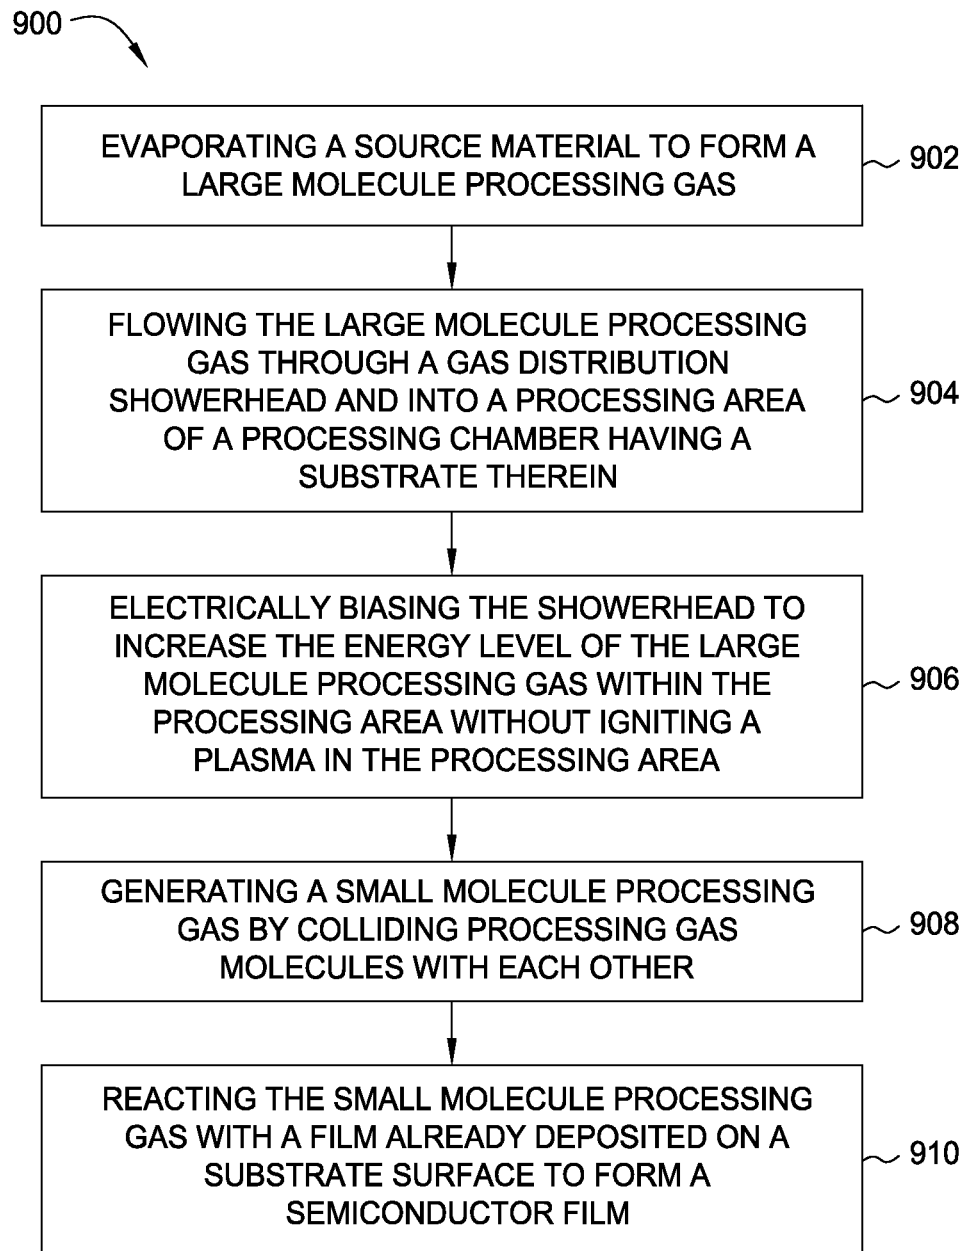 900
EVAPORATING A SOURCE MATERIAL TO FORM A
LARGE MOLECULE PROCESSING GAS
902
FLOWING THE LARGE MOLECULE PROCESSING
GAS THROUGH A GAS DISTRIBUTION
SHOWERHEAD AND INTO A PROCESSING AREA
OF A PROCESSING CHAMBER HAVING A
SUBSTRATE THEREIN
904
ELECTRICALLY BIASING THE SHOWERHEAD TO
INCREASE THE ENERGY LEVEL OF THE LARGE
MOLECULE PROCESSING GAS WITHIN THE
PROCESSING AREA WITHOUT IGNITING A
PLASMA IN THE PROCESSING AREA
906
GENERATING A SMALL MOLECULE PROCESSING
GAS BY COLLIDING PROCESSING GAS
MOLECULES WITH EACH OTHER
908
REACTING THE SMALL MOLECULE PROCESSING
GAS WITH A FILM ALREADY DEPOSITED ON A
SUBSTRATE SURFACE TO FORM A
SEMICONDUCTOR FILM
910